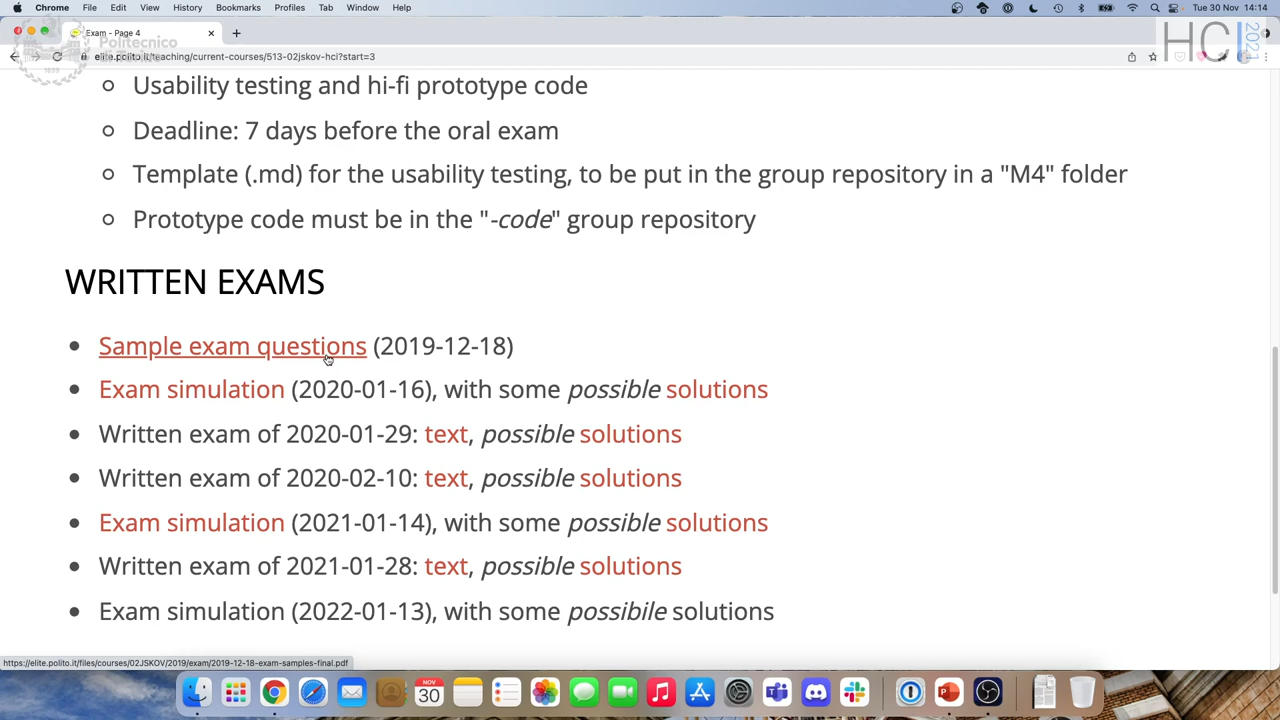 Chrome File Edit View History Bookmarks Profiles Tab Window Help
Tue 30 Nov 14:14
Exam - Page 4
Politecnico
1859
HCI 2021
elite.polito.it/teaching/current-courses/513-02jskov-hci?start=3
Usability testing and hi-fi prototype code
Deadline: 7 days before the oral exam
Template (.md) for the usability testing, to be put in the group repository in a "M4" folder
Prototype code must be in the "-code" group repository
WRITTEN EXAMS
Sample exam questions (2019-12-18)
Exam simulation (2020-01-16), with some possible solutions
Written exam of 2020-01-29: text, possible solutions
Written exam of 2020-02-10: text, possible solutions
Exam simulation (2021-01-14), with some possible solutions
Written exam of 2021-01-28: text, possible solutions
Exam simulation (2022-01-13), with some possibile solutions
https://elite.polito.it/files/courses/02JSKOV/2019/exam/2019-12-18-exam-samples-final.pdf
NOV
30